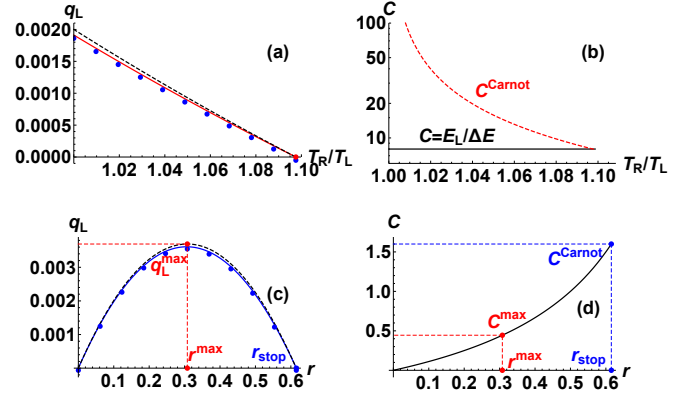 q_L
0.0020
0.0015
0.0010
0.0005
0.0000
1.02 1.04 1.06 1.08 1.10
T_R/T_L
(a)
C
100
50
20
10
1.00 1.02 1.04 1.06 1.08 1.10
T_R/T_L
(b)
C^Carnot
C=E_L/ΔE
q_L
0.003
0.002
0.001
0.1 0.2 0.3 0.4 0.5 0.6
r
q_L^max
r^max
r_stop
(c)
C
1.5
1.0
0.5
0.1 0.2 0.3 0.4 0.5 0.6
r
C^Carnot
C^max
r^max
r_stop
(d)